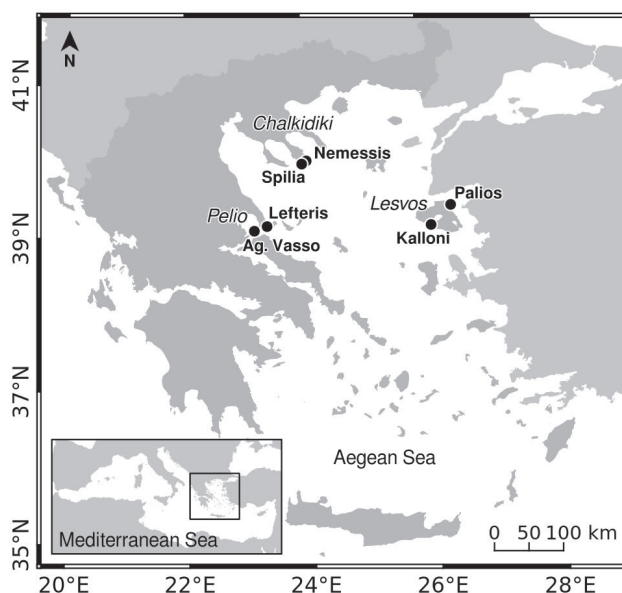 N
41°N
39°N
37°N
35°N
Chalkidiki
Nemessis
Spilia
Pelio
Lefteris
Ag. Vasso
Lesvos
Palios
Kalloni
Aegean Sea
Mediterranean Sea
0 50 100 km
20°E 22°E 24°E 26°E 28°E